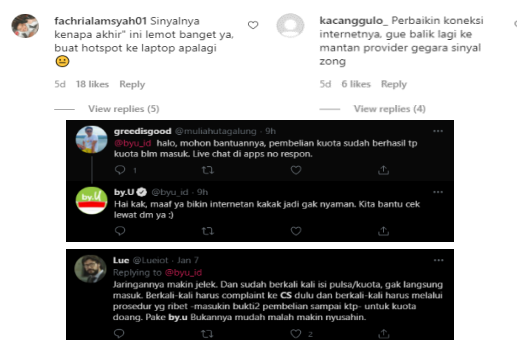 fachrialamsyah01 Sinyalnya
kenapa akhir" ini lemot banget ya,
buat hotspot ke laptop apalagi
😐
5d 18 likes Reply
View replies (5)
kacanggulo_ Perbaikin koneksi
internetnya, gue balik lagi ke
mantan provider gegara sinyal
zong
5d 6 likes Reply
View replies (4)
greedisgood @muliahutagalung · 9h
@byu_id halo, mohon bantuannya, pembelian kuota sudah berhasil tp
kuota blm masuk. Live chat di apps no respon.
1
by.U
by.U @byu_id · 9h
Hai kak, maaf ya bikin internetan kakak jadi gak nyaman. Kita bantu cek
lewat dm ya :)
Lue @Lueiot · Jan 7
Replying to @byu_id
Jaringannya makin jelek. Dan sudah berkali kali isi pulsa/kuota, gak langsung
masuk. Berkali-kali harus complaint ke CS dulu dan berkali-kali harus melalui
prosedur yg ribet -masukin bukti2 pembelian sampai ktp- untuk kuota
doang. Pake by.u Bukannya mudah malah makin nyusahin.
2